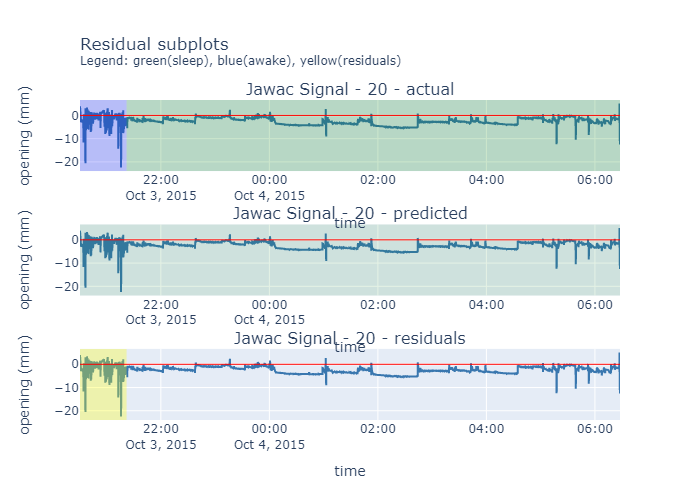 Residual subplots
Legend: green(sleep), blue(awake), yellow(residuals)
Jawac Signal - 20 - actual
opening (mm)
0
−10
−20
22:00 00:00 02:00 04:00 06:00
Oct 3, 2015 Oct 4, 2015
time
Jawac Signal - 20 - predicted
opening (mm)
0
−10
−20
22:00 00:00 02:00 04:00 06:00
Oct 3, 2015 Oct 4, 2015
time
Jawac Signal - 20 - residuals
opening (mm)
0
−10
−20
22:00 00:00 02:00 04:00 06:00
Oct 3, 2015 Oct 4, 2015
time